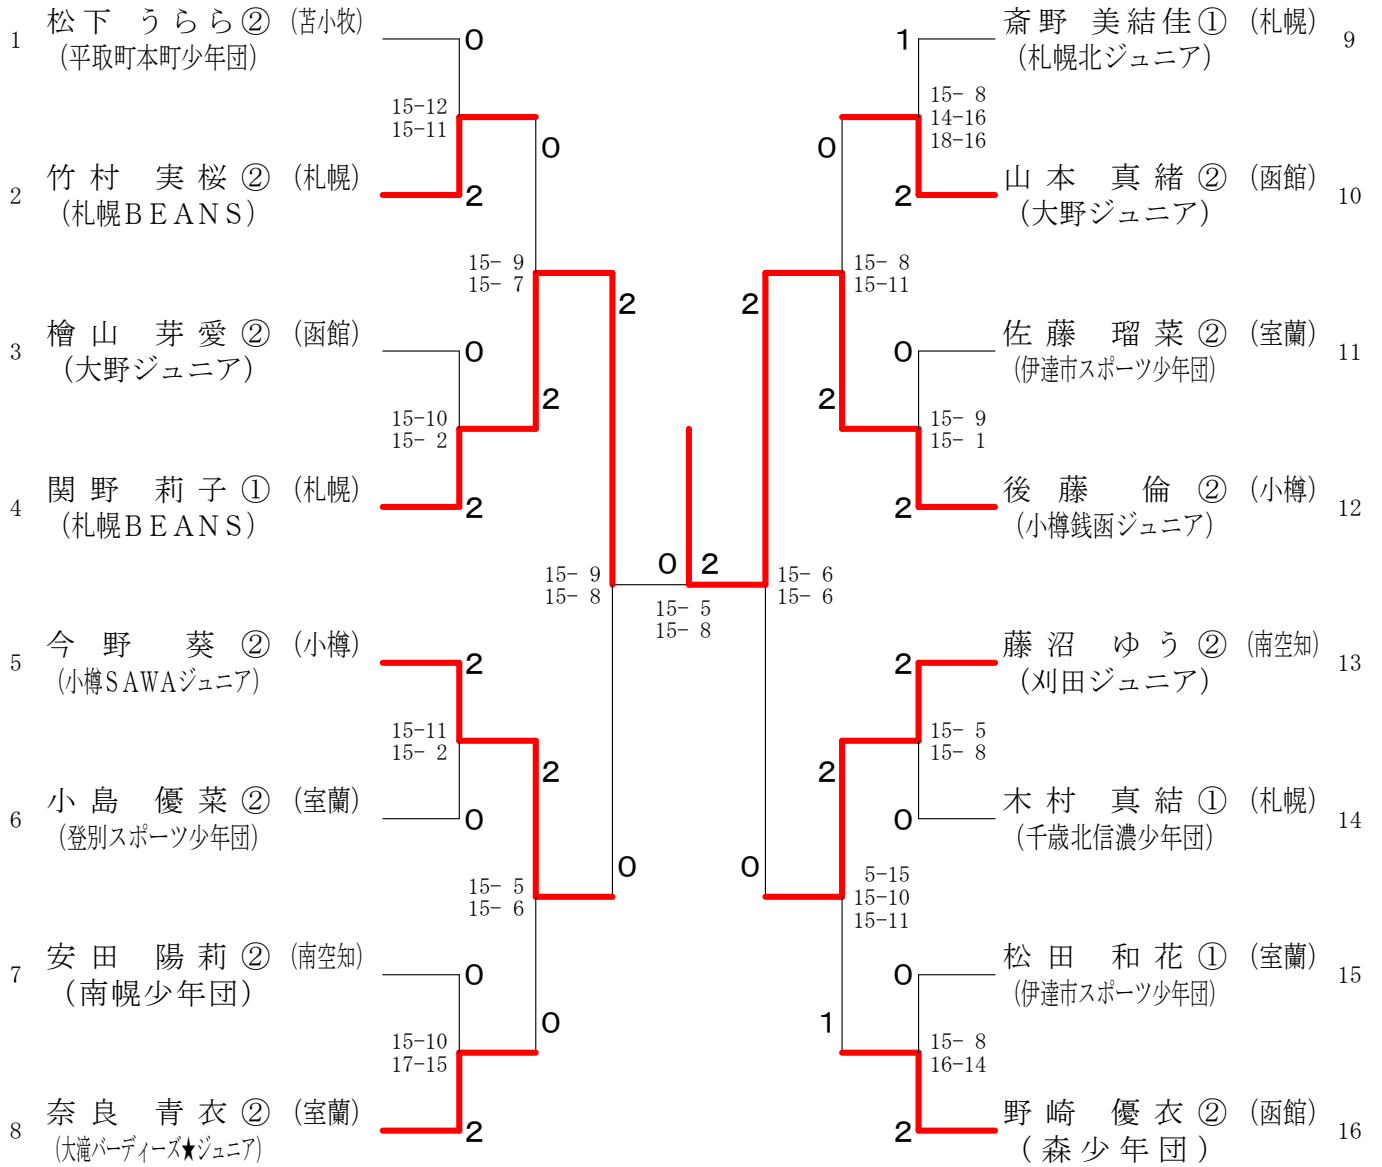 1 松下 うらら② (苫小牧)
(平取町本町少年団)
0
15-12
15-11
0
2 竹村 実桜② (札幌)
(札幌BEANS)
2
15- 9
15- 7
2
3 檜山 芽愛② (函館)
(大野ジュニア)
0
2
15-10
15- 2
4 関野 莉子① (札幌)
(札幌BEANS)
2
15- 9
15- 8
5 今野 葵② (小樽)
(小樽SAWAジュニア)
2
15-11
15- 2
2
6 小島 優菜② (室蘭)
(登別スポーツ少年団)
0
0
15- 5
15- 6
7 安田 陽莉② (南空知)
(南幌少年団)
0
0
15-10
17-15
8 奈良 青衣② (室蘭)
(大滝バーディーズ★ジュニア)
2
0 2
15- 5
15- 8
1 斎野 美結佳① (札幌) 9
(札幌北ジュニア)
15- 8
14-16
18-16
0
2 山本 真緒② (函館) 10
(大野ジュニア)
15- 8
15-11
2
0 佐藤 瑠菜② (室蘭) 11
(伊達市スポーツ少年団)
2
15- 9
15- 1
2 後藤 倫② (小樽) 12
(小樽銭函ジュニア)
15- 6
15- 6
2 藤沼 ゆう② (南空知) 13
(刈田ジュニア)
15- 5
15- 8
2
0 木村 真結① (札幌) 14
(千歳北信濃少年団)
0
5-15
15-10
15-11
0 松田 和花① (室蘭) 15
(伊達市スポーツ少年団)
1
15- 8
16-14
2 野崎 優衣② (函館) 16
(森少年団)